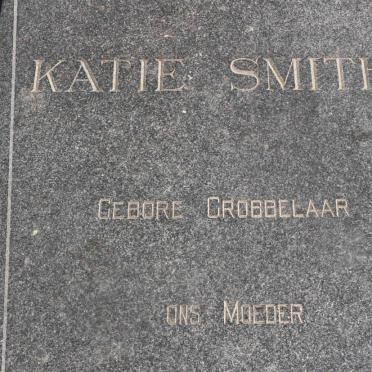 KATIE SMITH
GEBORE GROBBELAAR
ONS MOEDER